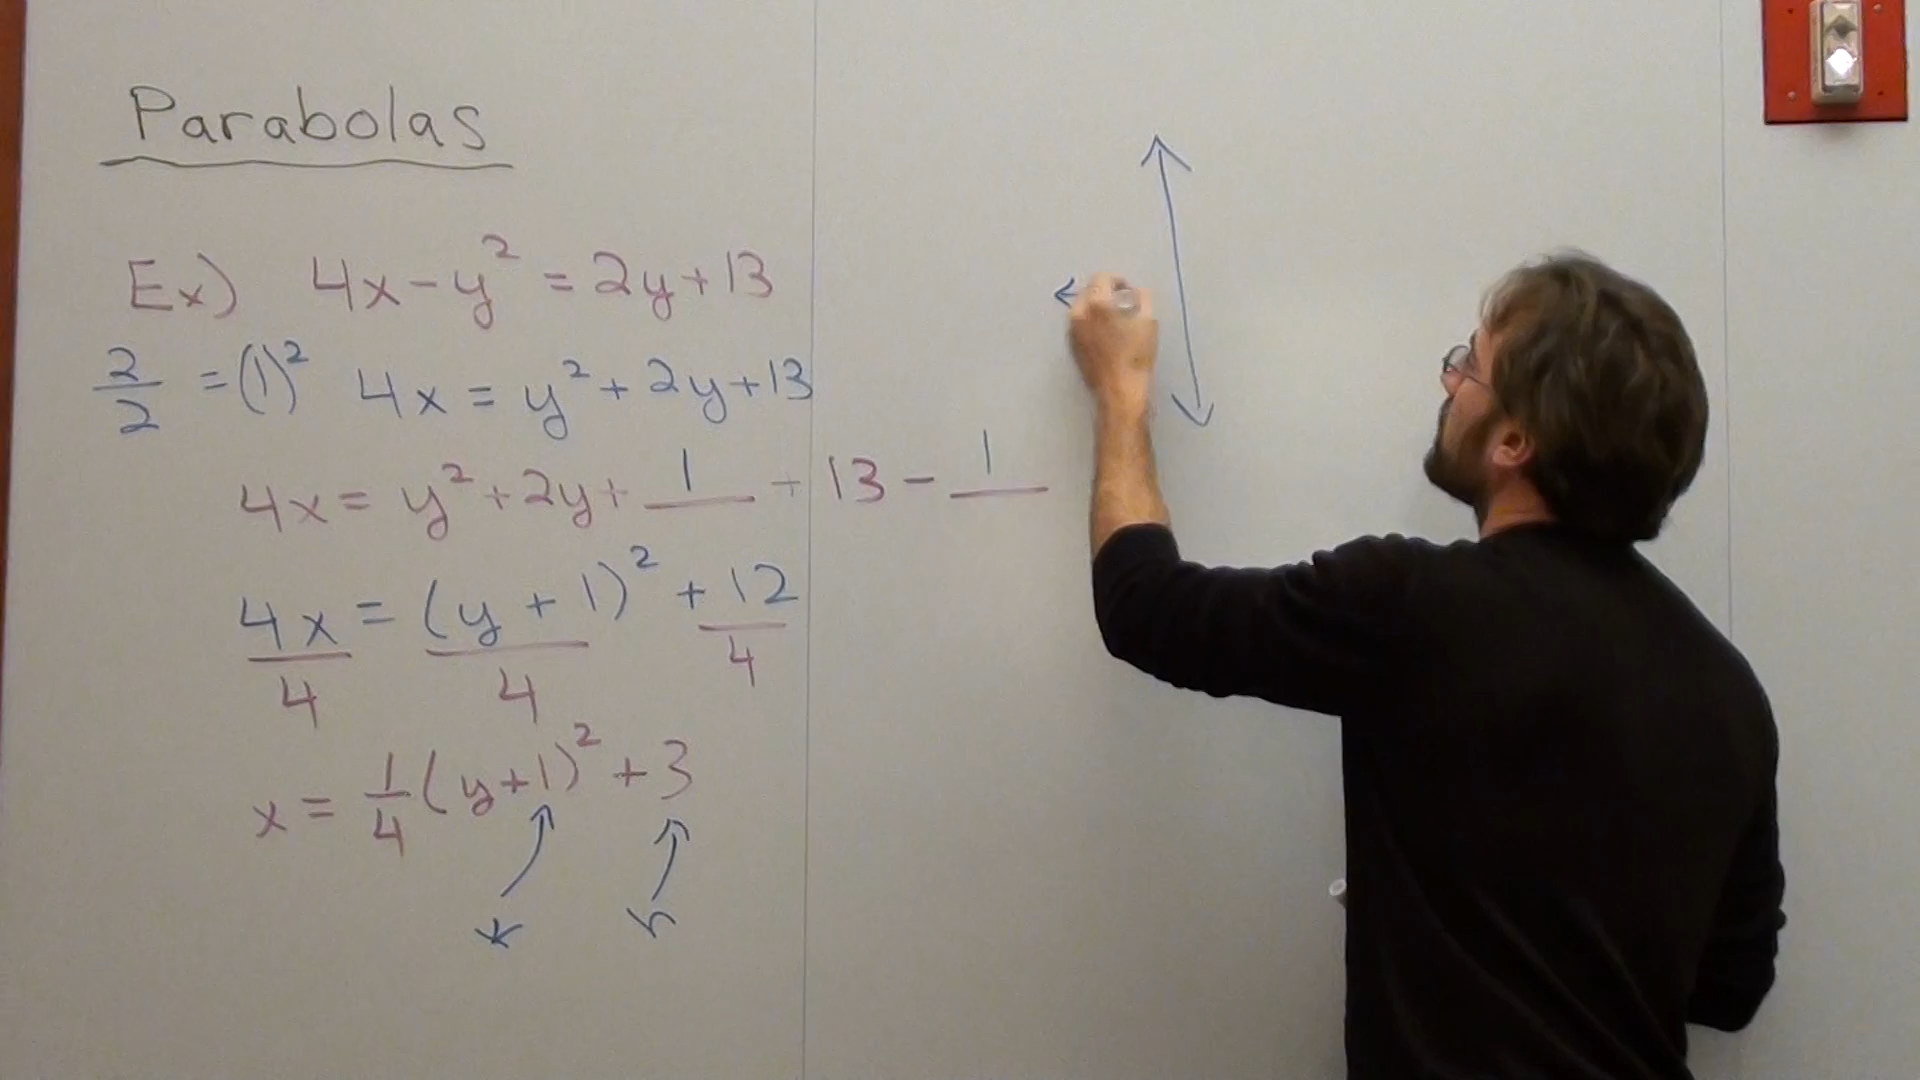 Parabolas
Ex) 4x - y² = 2y + 13
2/2 = (1)² 4x = y² + 2y + 13
4x = y² + 2y + 1 + 13 - 1
4x/4 = (y + 1)²/4 + 12/4
x = 1/4 (y + 1)² + 3
k h